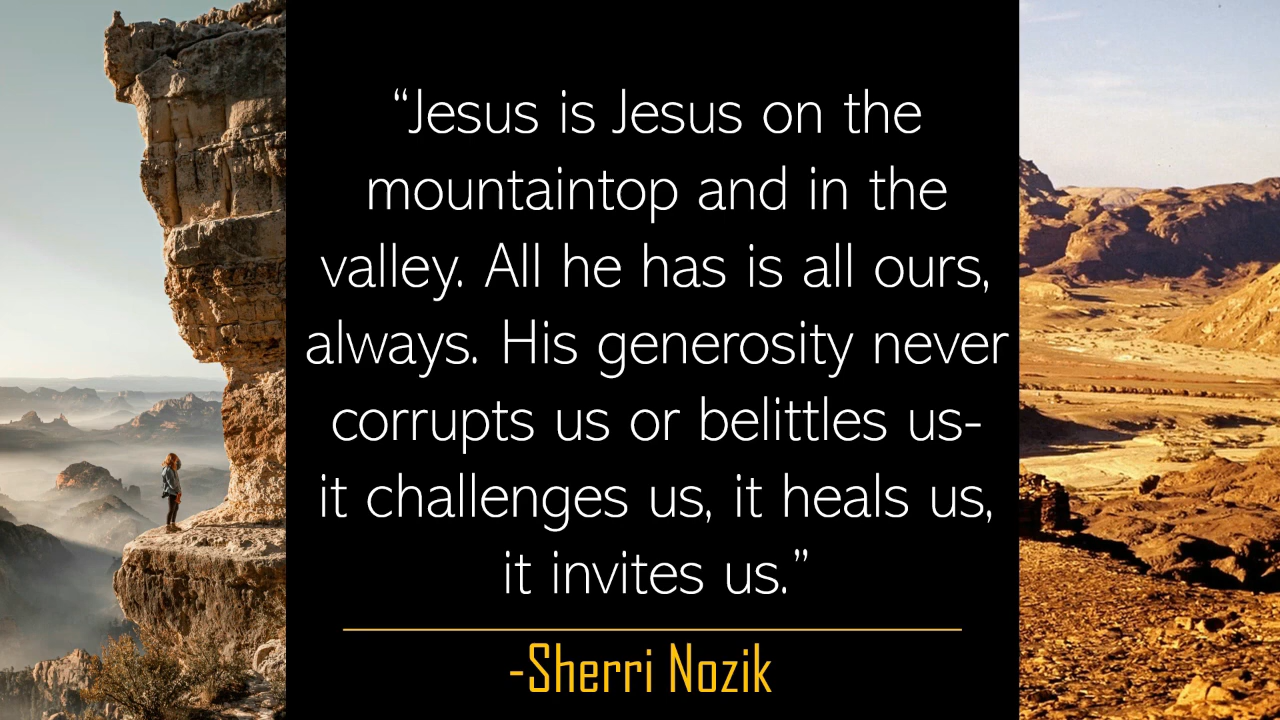 “Jesus is Jesus on the
mountaintop and in the
valley. All he has is all ours,
always. His generosity never
corrupts us or belittles us-
it challenges us, it heals us,
it invites us.”
-Sherri Nozik